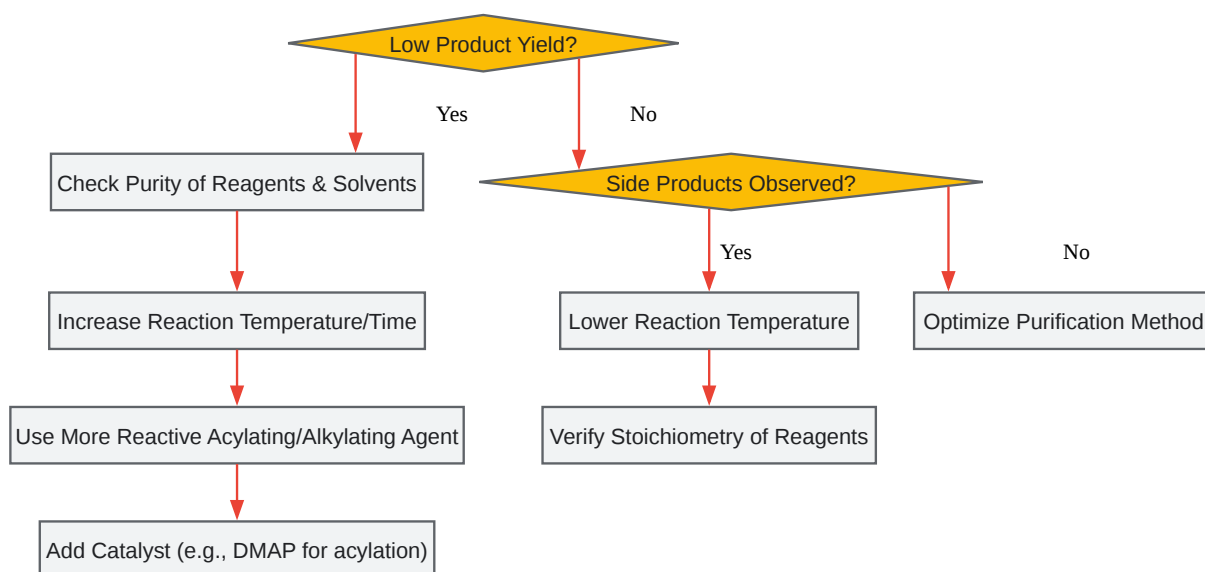 Low Product Yield?
Yes
No
Check Purity of Reagents & Solvents
Side Products Observed?
Yes
No
Increase Reaction Temperature/Time
Lower Reaction Temperature
Optimize Purification Method
Use More Reactive Acylating/Alkylating Agent
Verify Stoichiometry of Reagents
Add Catalyst (e.g., DMAP for acylation)